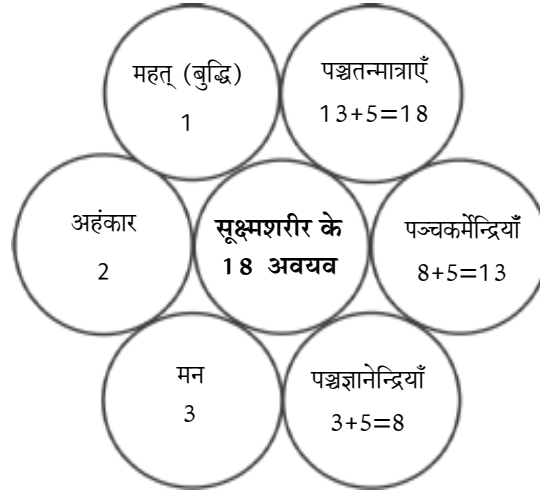 महत् (बुद्धि)
1
पञ्चतन्मात्राएँ
13+5=18
अहंकार
2
सूक्ष्मशरीर के
18 अवयव
पञ्चकर्मेन्द्रियाँ
8+5=13
मन
3
पञ्चज्ञानेन्द्रियाँ
3+5=8